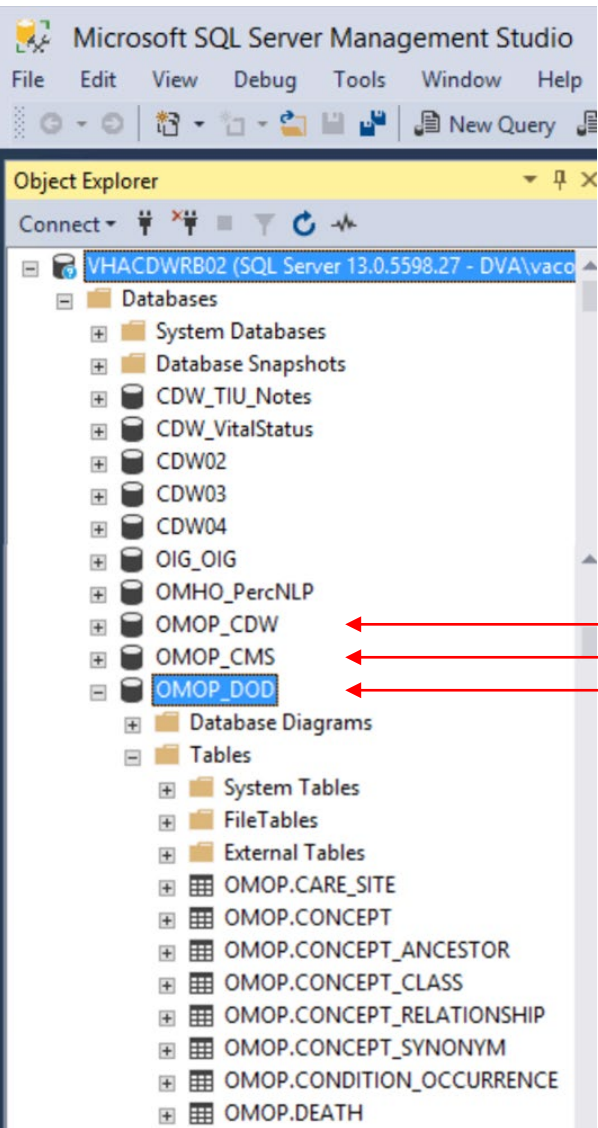 Microsoft SQL Server Management Studio
File Edit View Debug Tools Window Help
New Query
Object Explorer
Connect
VHACDWRB02 (SQL Server 13.0.5598.27 - DVA\vaco
Databases
System Databases
Database Snapshots
CDW_TIU_Notes
CDW_VitalStatus
CDW02
CDW03
CDW04
OIG_OIG
OMHO_PercNLP
OMOP_CDW
OMOP_CMS
OMOP_DOD
Database Diagrams
Tables
System Tables
FileTables
External Tables
OMOP.CARE_SITE
OMOP.CONCEPT
OMOP.CONCEPT_ANCESTOR
OMOP.CONCEPT_CLASS
OMOP.CONCEPT_RELATIONSHIP
OMOP.CONCEPT_SYNONYM
OMOP.CONDITION_OCCURRENCE
OMOP.DEATH